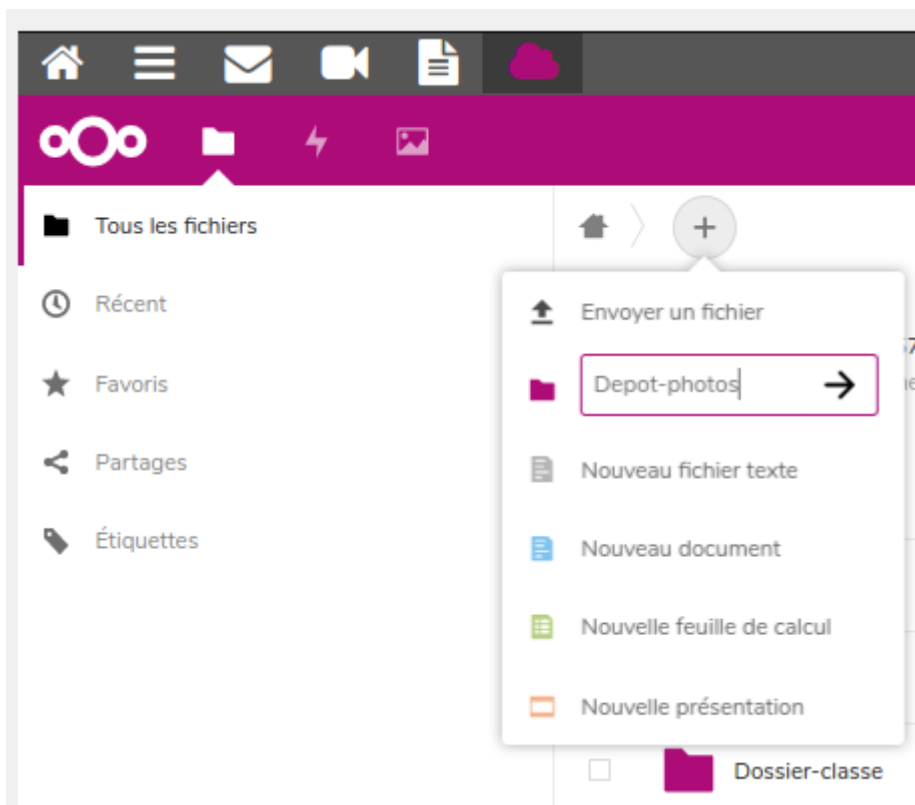 Tous les fichiers
Récent
Favoris
Partages
Étiquettes
Envoyer un fichier
Depot-photos
Nouveau fichier texte
Nouveau document
Nouvelle feuille de calcul
Nouvelle présentation
Dossier-classe